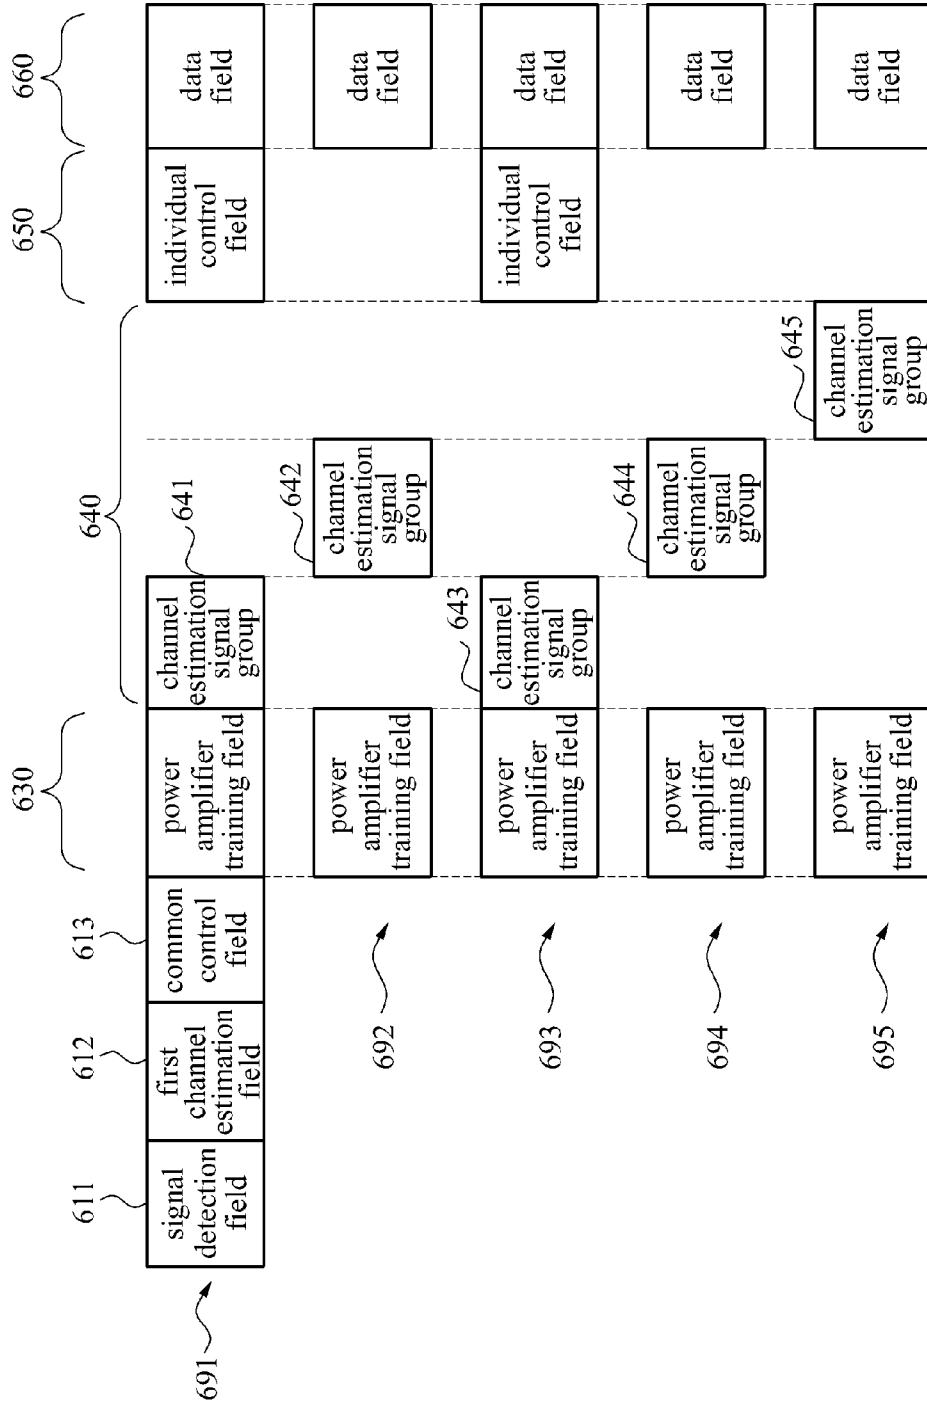 611
612
613
630
640
650
660
691
signal
detection
field
first
channel
estimation
field
common
control
field
power
amplifier
training field
channel
estimation
signal
group
641
individual
control
field
data
field
692
power
amplifier
training field
642
channel
estimation
signal
group
data
field
693
power
amplifier
training field
643
channel
estimation
signal
group
individual
control
field
data
field
694
power
amplifier
training field
644
channel
estimation
signal
group
data
field
695
power
amplifier
training field
645
channel
estimation
signal
group
data
field